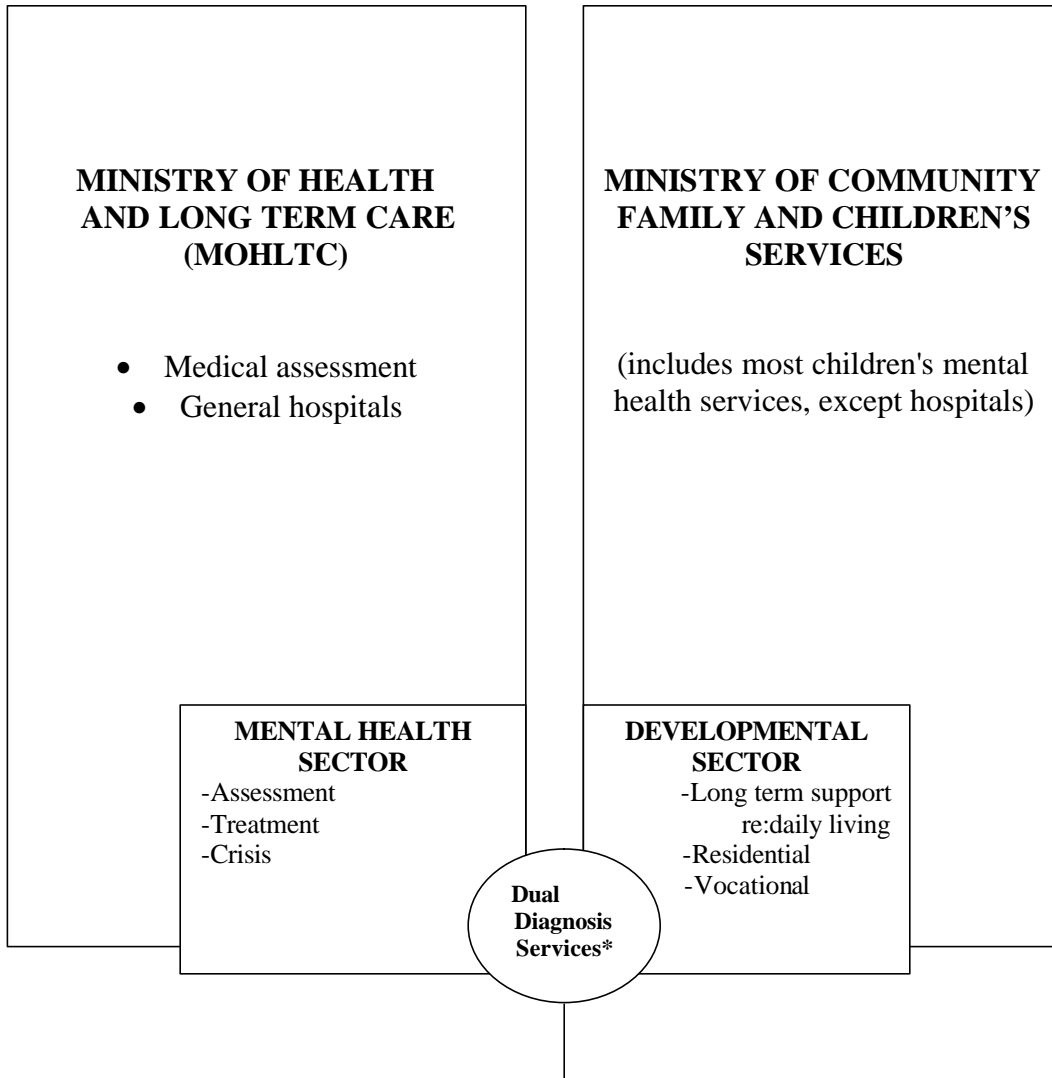 MINISTRY OF HEALTH
AND LONG TERM CARE
(MOHLTC)
• Medical assessment
• General hospitals
MINISTRY OF COMMUNITY
FAMILY AND CHILDREN’S
SERVICES
(includes most children's mental
health services, except hospitals)
MENTAL HEALTH
SECTOR
-Assessment
-Treatment
-Crisis
DEVELOPMENTAL
SECTOR
-Long term support
re:daily living
-Residential
-Vocational
Dual
Diagnosis
Services*